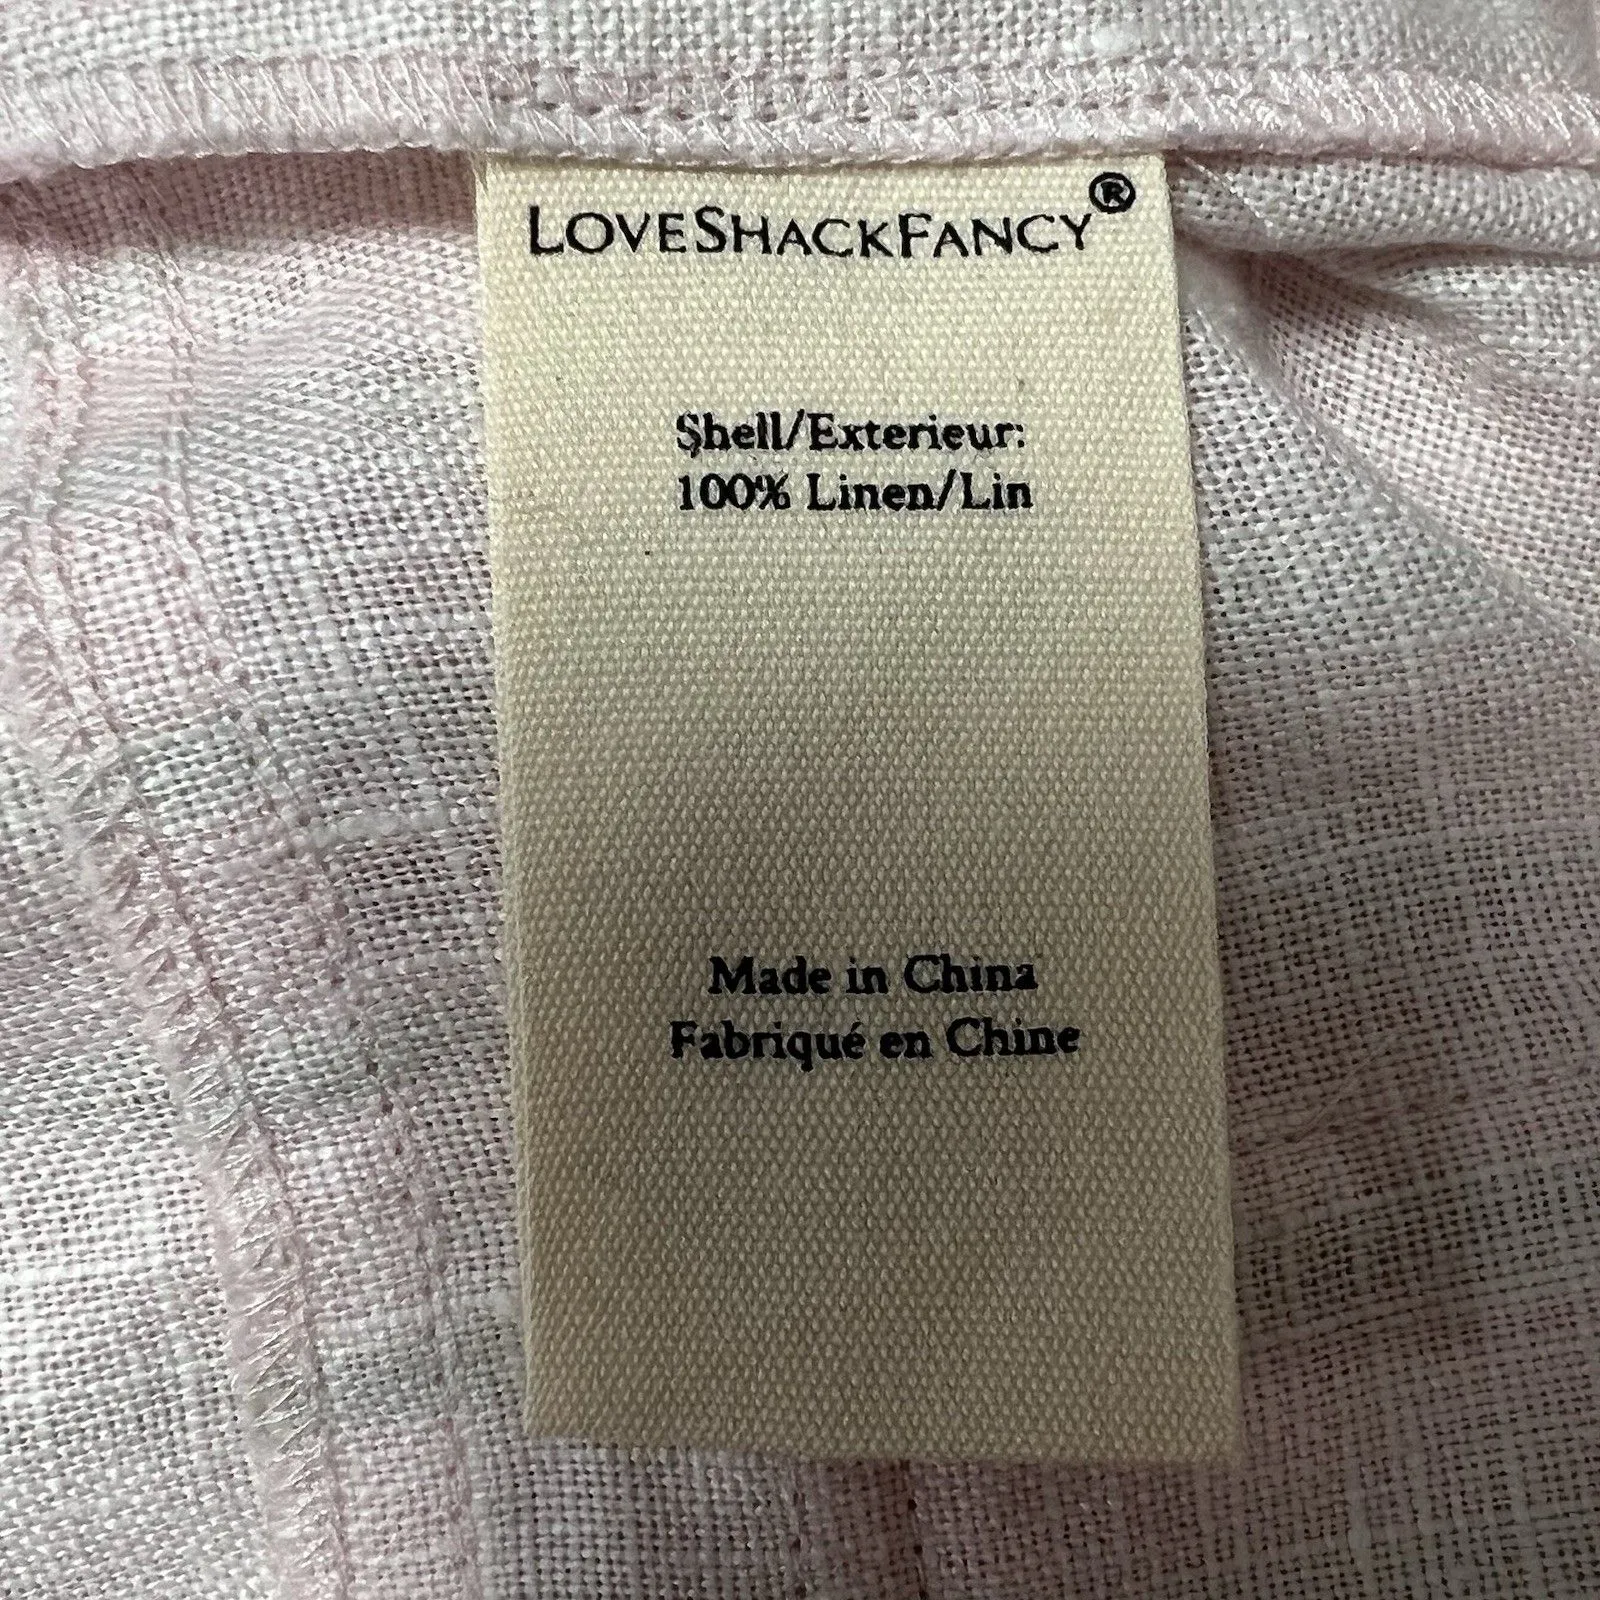 LOVESHACKFANCY®
Shell/Exterieur:
100% Linen/Lin
Made in China
Fabriqué en Chine